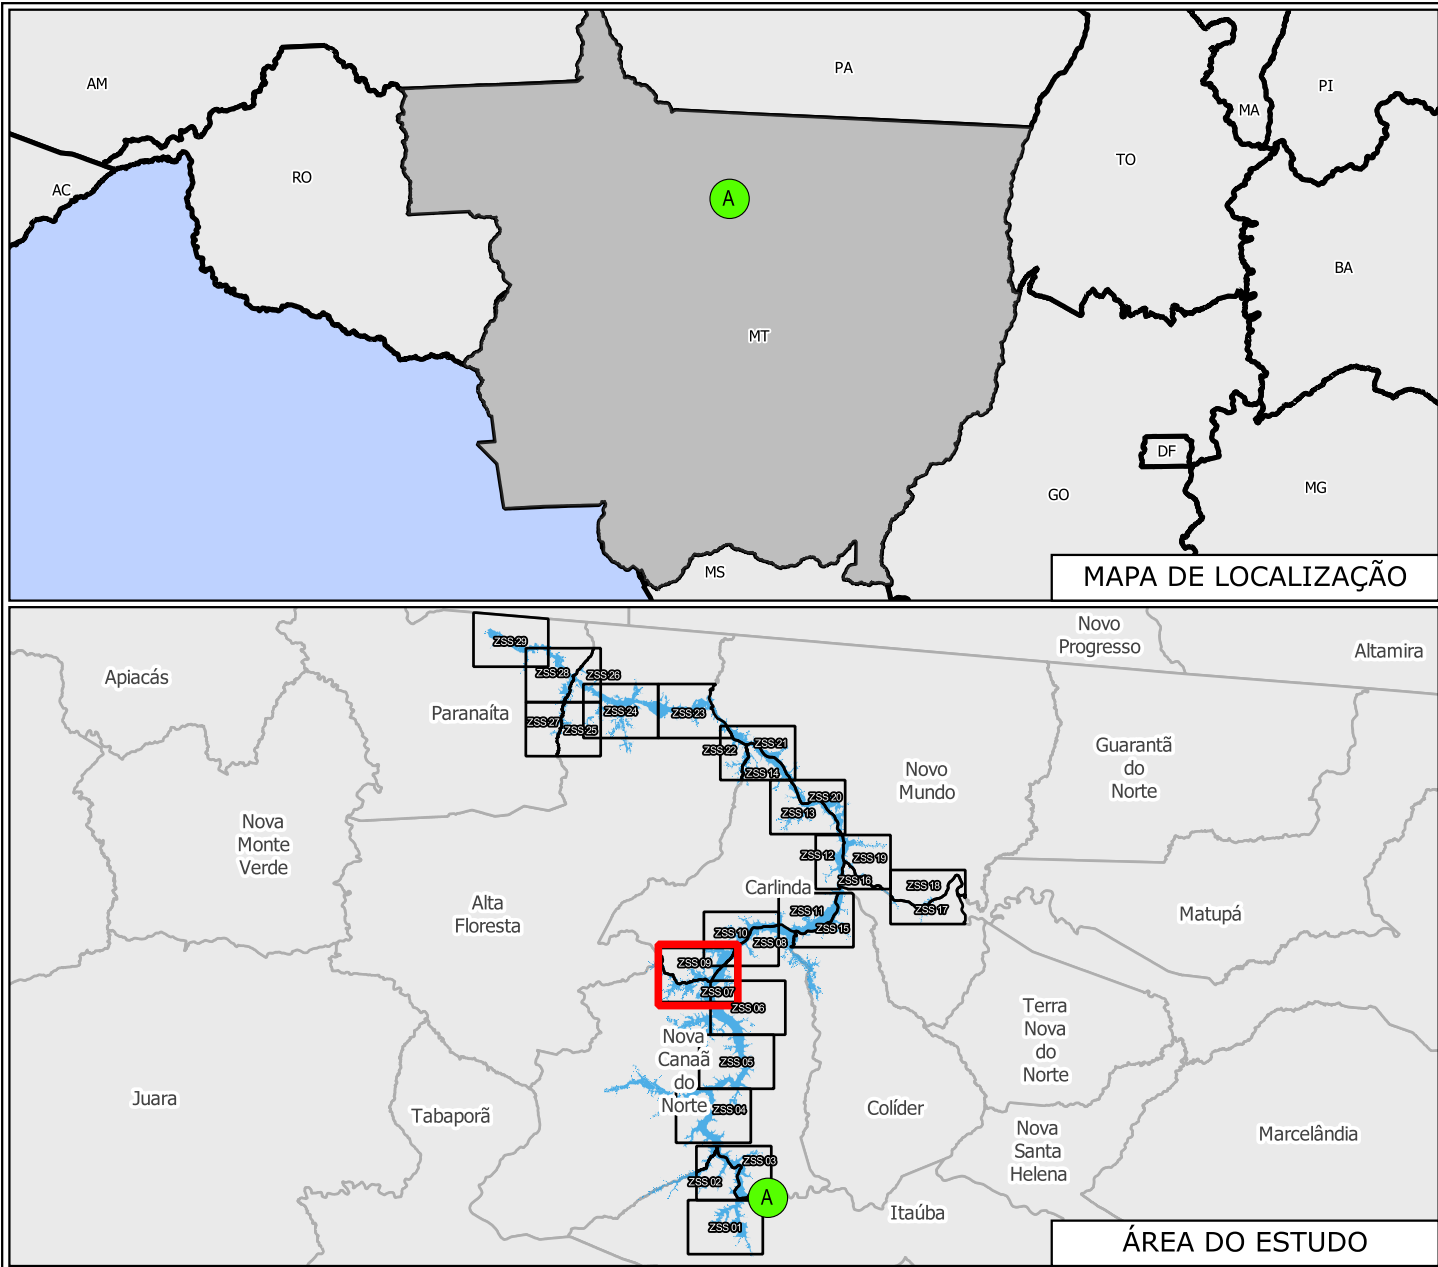 AM
PA
PI
MA
TO
RO
AC
A
BA
MT
DF
MG
GO
MS
MAPA DE LOCALIZAÇÃO
Novo
Progresso
Altamira
Apiacás
ZSS 29
ZSS 28
ZSS 26
Paranaíta
ZSS 27
ZSS 25
ZSS 24
ZSS 23
ZSS 22
ZSS 21
ZSS 14
Guarantã
do
Norte
Novo
Mundo
ZSS 20
ZSS 13
Nova
Monte
Verde
ZSS 12
ZSS 19
ZSS 16
ZSS 18
ZSS 17
Carlinda
Alta
Floresta
ZSS 11
ZSS 15
Matupá
ZSS 10
ZSS 08
ZSS 09
ZSS 07
ZSS 06
Terra
Nova
do
Norte
Nova
Canaã
do
Norte
ZSS 05
ZSS 04
Juara
Tabaporã
Colíder
Nova
Santa
Helena
Marcelândia
ZSS 03
ZSS 02
A
ZSS 01
Itaúba
ÁREA DO ESTUDO